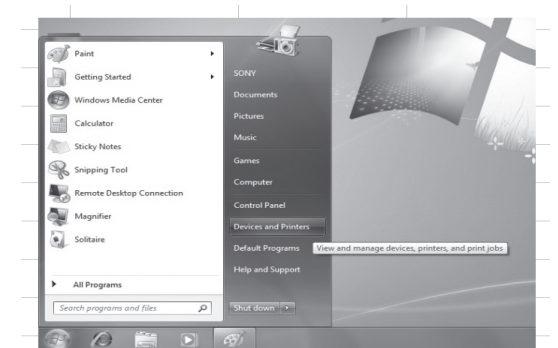 Paint
Getting Started
Windows Media Center
Calculator
Sticky Notes
Snipping Tool
Remote Desktop Connection
Magnifier
Solitaire
All Programs
Search programs and files
SONY
Documents
Pictures
Music
Games
Computer
Control Panel
Devices and Printers
Default Programs
View and manage devices, printers, and print jobs
Help and Support
Shut down